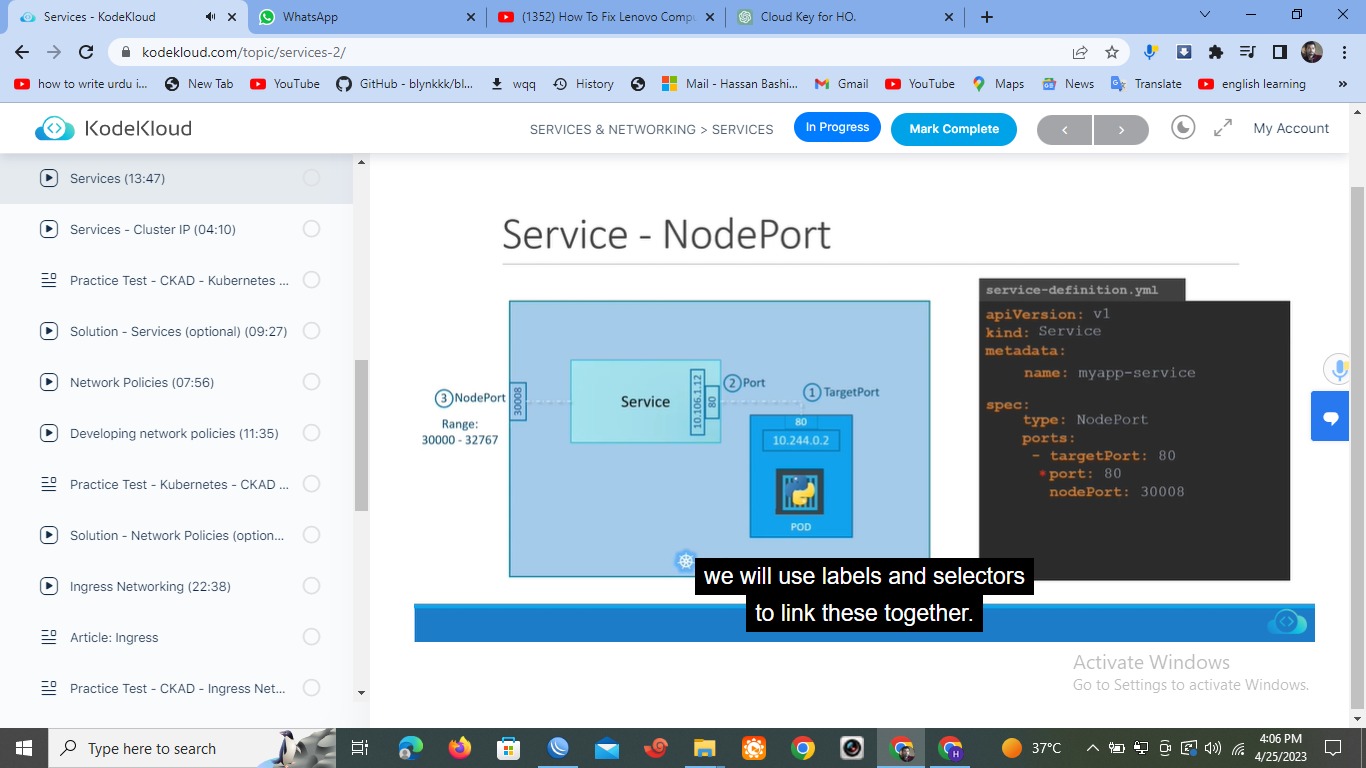 Services - KodeKloud
WhatsApp
(1352) How To Fix Lenovo Compu
Cloud Key for HO.
kodekloud.com/topic/services-2/
how to write urdu i...
New Tab
YouTube
GitHub - blynkkk/bl...
wqq
History
Mail - Hassan Bashi...
Gmail
YouTube
Maps
News
Translate
english learning
»
KodeKloud
SERVICES & NETWORKING > SERVICES
In Progress
Mark Complete
<
>
My Account
Services (13:47)
Services - Cluster IP (04:10)
Practice Test - CKAD - Kubernetes ...
Solution - Services (optional) (09:27)
Network Policies (07:56)
Developing network policies (11:35)
Practice Test - Kubernetes - CKAD ...
Solution - Network Policies (option...
Ingress Networking (22:38)
Article: Ingress
Practice Test - CKAD - Ingress Net...
Service - NodePort
3 NodePort
Range:
30000 - 32767
30008
Service
10.106.1.12
80
2 Port
1 TargetPort
80
10.244.0.2
POD
service-definition.yml
apiVersion: v1
kind: Service
metadata:
name: myapp-service
spec:
type: NodePort
ports:
- targetPort: 80
port: 80
nodePort: 30008
we will use labels and selectors
to link these together.
Activate Windows
Go to Settings to activate Windows.
Type here to search
H
37°C
4:06 PM
4/25/2023